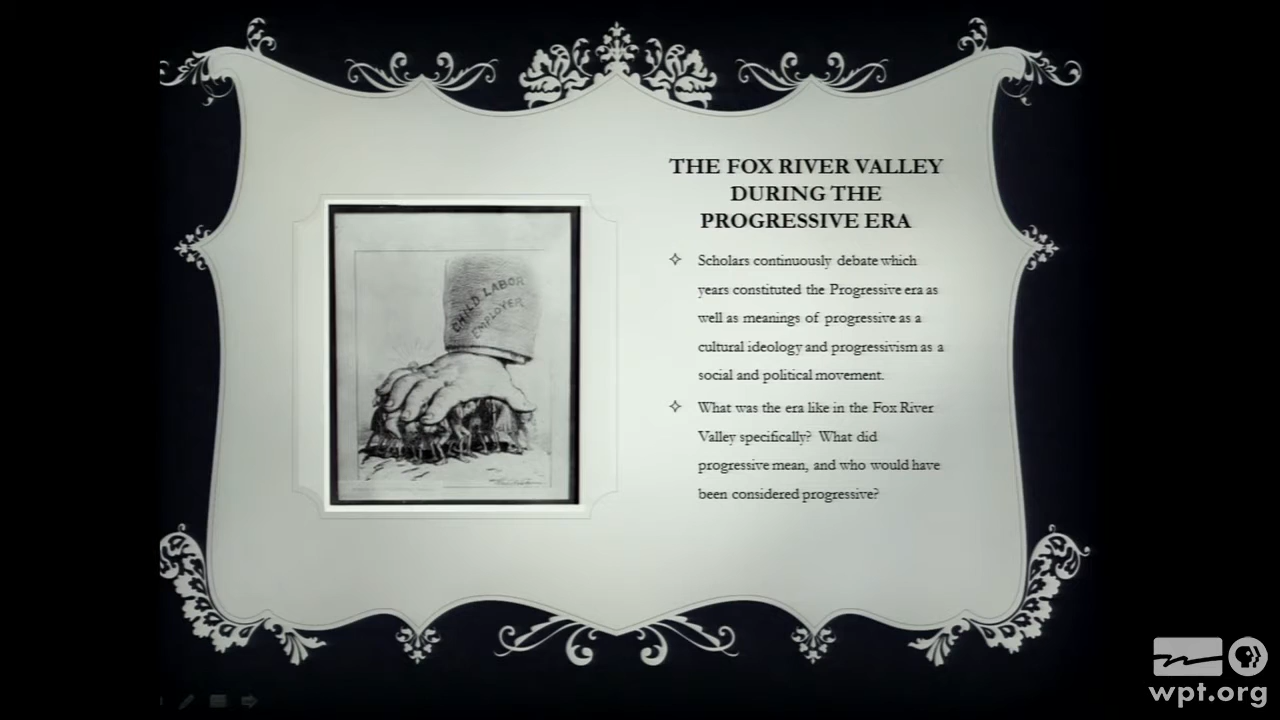 THE FOX RIVER VALLEY
DURING THE
PROGRESSIVE ERA
Scholars continuously debate which
years constituted the Progressive era as
well as meanings of progressive as a
cultural ideology and progressivism as a
social and political movement.
What was the era like in the Fox River
Valley specifically? What did
progressive mean, and who would have
been considered progressive?
CHILD LABOR
EMPLOYER
wpt.org